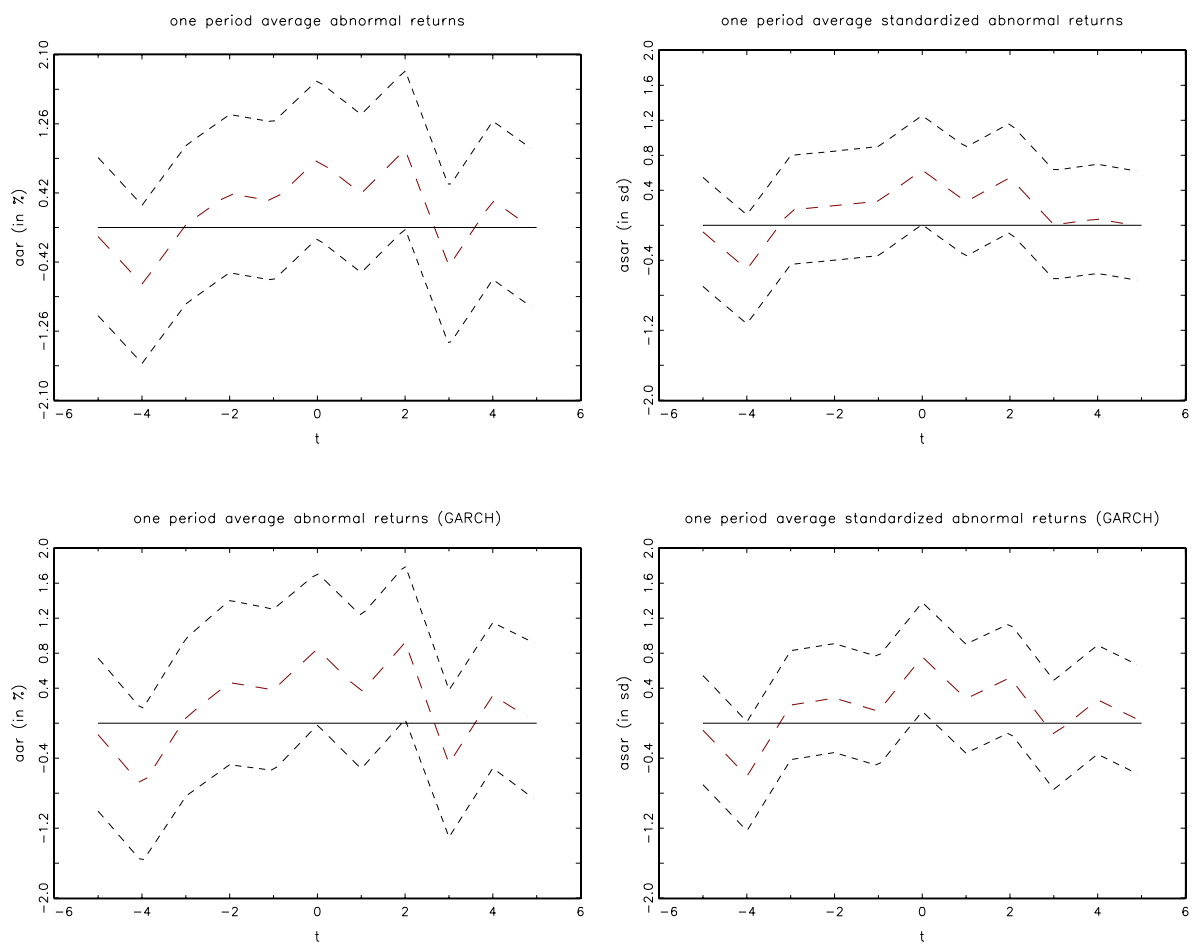 one period average abnormal returns
aar (in %)
2.10
1.26
0.42
-0.42
-1.26
-2.10
-6 -4 -2 0 2 4 6
t
one period average standardized abnormal returns
asar (in sd)
2.0
1.6
1.2
0.8
0.4
-0.4
-1.2
-2.0
-6 -4 -2 0 2 4 6
t
one period average abnormal returns (GARCH)
aar (in %)
2.0
1.6
1.2
0.8
0.4
-0.4
-1.2
-2.0
-6 -4 -2 0 2 4 6
t
one period average standardized abnormal returns (GARCH)
asar (in sd)
2.0
1.6
1.2
0.8
0.4
-0.4
-1.2
-2.0
-6 -4 -2 0 2 4 6
t